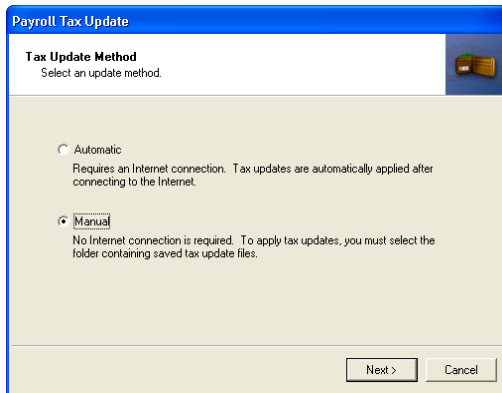 Payroll Tax Update
Tax Update Method
Select an update method.
Automatic
Requires an Internet connection. Tax updates are automatically applied after
connecting to the Internet.
Manual
No Internet connection is required. To apply tax updates, you must select the
folder containing saved tax update files.
Next >
Cancel